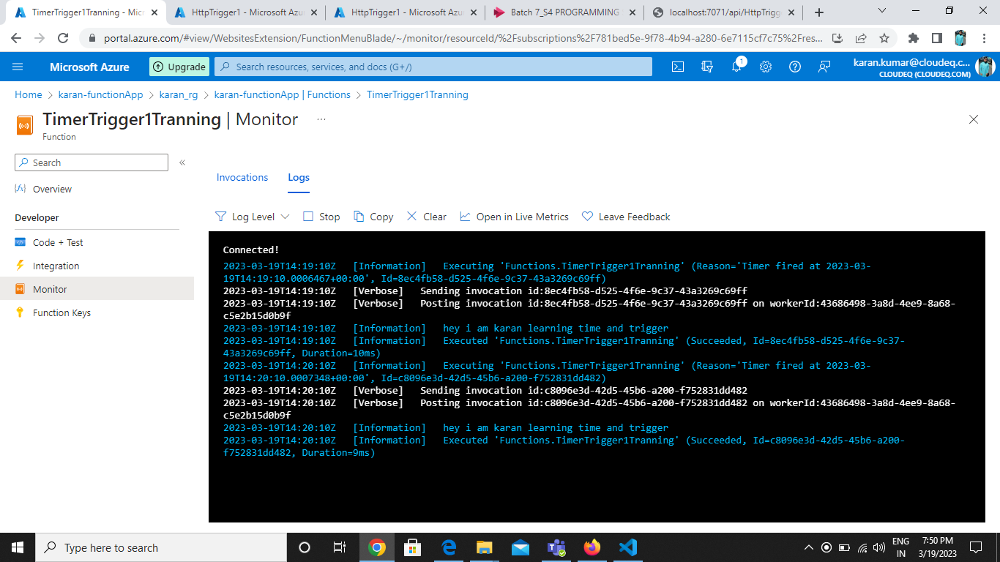 TimerTrigger1Tranning - Micr
HttpTrigger1 - Microsoft Azu
HttpTrigger1 - Microsoft Azu
Batch 7_S4 PROGRAMMING
localhost:7071/api/HttpTrigg
portal.azure.com/#view/WebsitesExtension/FunctionMenuBlade/~/monitor/resourceId/%2Fsubscriptions%2F781bed5e-9f78-4b94-a280-6e7115cf7c75%2Fres...
Microsoft Azure
Upgrade
Search resources, services, and docs (G+/)
1
karan.kumar@cloudeq.c...
CLOUDEQ (CLOUDEQ.COM)
Home > karan-functionApp > karan_rg > karan-functionApp | Functions > TimerTrigger1Tranning
TimerTrigger1Tranning | Monitor ...
Function
Search
«
Overview
Developer
Code + Test
Integration
Monitor
Function Keys
Invocations Logs
Log Level Stop Copy Clear Open in Live Metrics Leave Feedback
Connected!
2023-03-19T14:19:10Z [Information] Executing 'Functions.TimerTrigger1Tranning' (Reason='Timer fired at 2023-03-
19T14:19:10.0006467+00:00', Id=8ec4fb58-d525-4f6e-9c37-43a3269c69ff)
2023-03-19T14:19:10Z [Verbose] Sending invocation id:8ec4fb58-d525-4f6e-9c37-43a3269c69ff
2023-03-19T14:19:10Z [Verbose] Posting invocation id:8ec4fb58-d525-4f6e-9c37-43a3269c69ff on workerId:43686498-3a8d-4ee9-8a68-
c5e2b15d0b9f
2023-03-19T14:19:10Z [Information] hey i am karan learning time and trigger
2023-03-19T14:19:10Z [Information] Executed 'Functions.TimerTrigger1Tranning' (Succeeded, Id=8ec4fb58-d525-4f6e-9c37-
43a3269c69ff, Duration=10ms)
2023-03-19T14:20:10Z [Information] Executing 'Functions.TimerTrigger1Tranning' (Reason='Timer fired at 2023-03-
19T14:20:10.0007348+00:00', Id=c8096e3d-42d5-45b6-a200-f752831dd482)
2023-03-19T14:20:10Z [Verbose] Sending invocation id:c8096e3d-42d5-45b6-a200-f752831dd482
2023-03-19T14:20:10Z [Verbose] Posting invocation id:c8096e3d-42d5-45b6-a200-f752831dd482 on workerId:43686498-3a8d-4ee9-8a68-
c5e2b15d0b9f
2023-03-19T14:20:10Z [Information] hey i am karan learning time and trigger
2023-03-19T14:20:10Z [Information] Executed 'Functions.TimerTrigger1Tranning' (Succeeded, Id=c8096e3d-42d5-45b6-a200-
f752831dd482, Duration=9ms)
Type here to search
ENG
IN
7:50 PM
3/19/2023